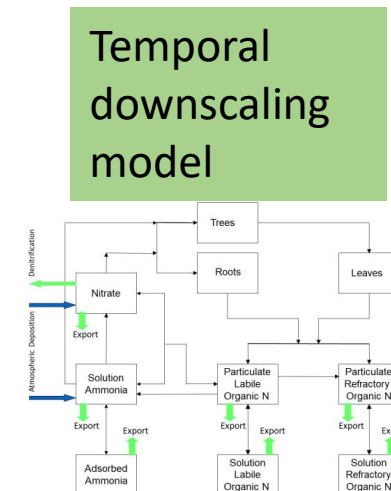 Temporal
downscaling
model
Trees
Denitrification
Roots
Leaves
Nitrate
Atmospheric Deposition
Export
Solution
Ammonia
Particulate
Labile
Organic N
Particulate
Refractory
Organic N
Export
Export
Export
Export
Export
Adsorbed
Ammonia
Solution
Labile
Organic N
Solution
Refractory
Organic N